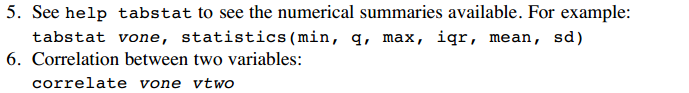 5. See help tabstat to see the numerical summaries available. For example:
tabstat vone, statistics(min, q, max, iqr, mean, sd)
6. Correlation between two variables:
correlate vone vtwo